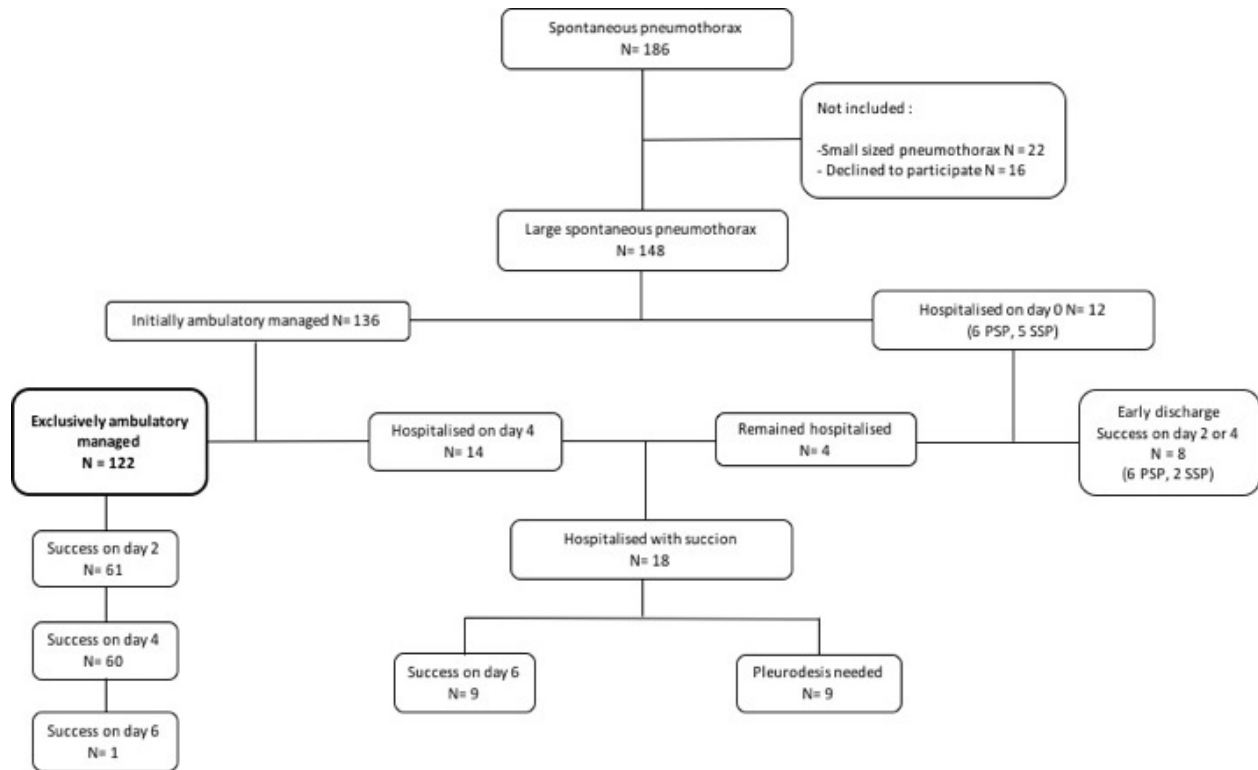 Spontaneous pneumothorax
N= 186
Not included :
-Small sized pneumothorax N = 22
- Declined to participate N = 16
Large spontaneous pneumothorax
N= 148
Initially ambulatory managed N= 136
Hospitalised on day 0 N= 12
(6 PSP, 5 SSP)
Exclusively ambulatory
managed
N = 122
Hospitalised on day 4
N= 14
Remained hospitalised
N= 4
Early discharge
Success on day 2 or 4
N = 8
(6 PSP, 2 SSP)
Success on day 2
N= 61
Hospitalised with succion
N= 18
Success on day 4
N= 60
Success on day 6
N= 9
Pleurodesis needed
N= 9
Success on day 6
N= 1